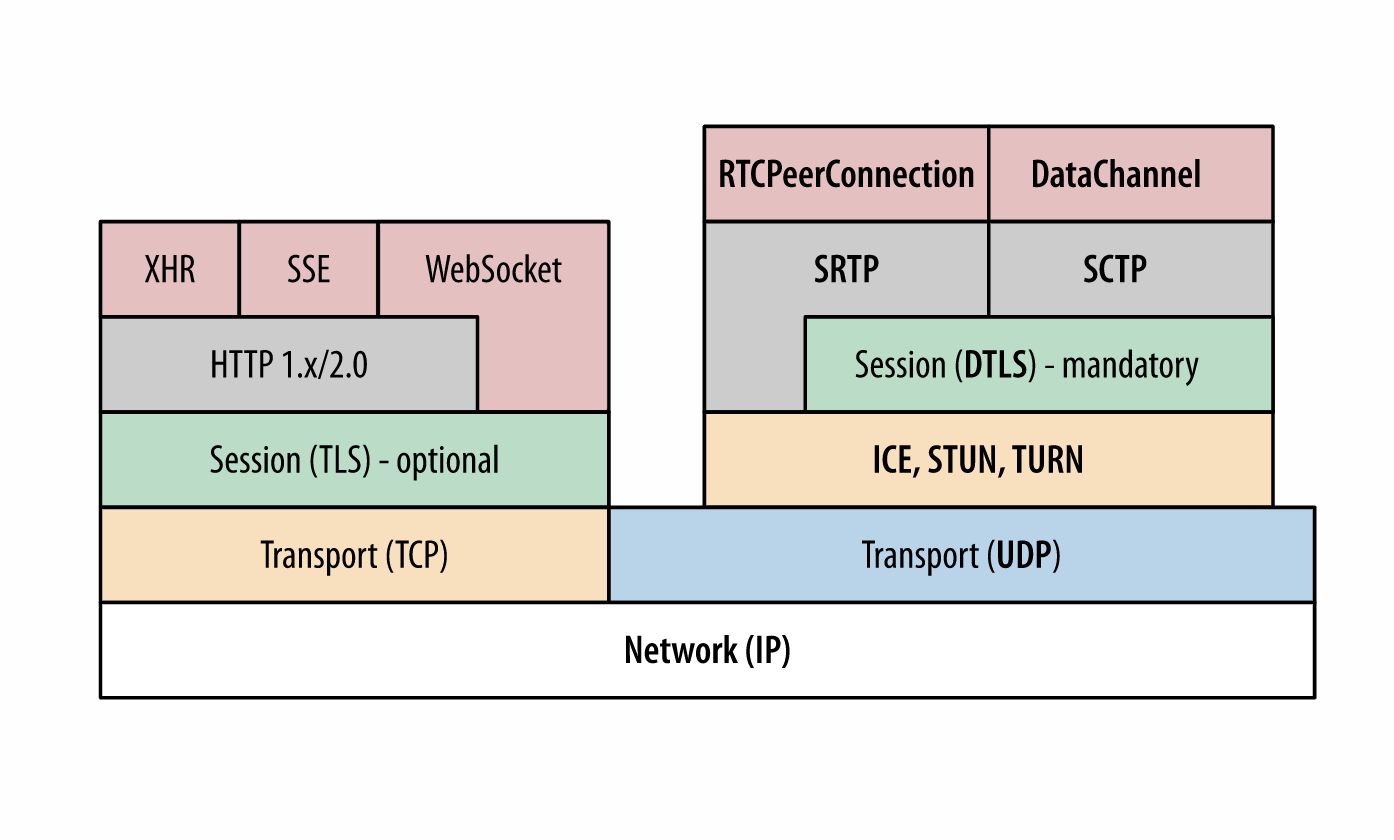 RTCPeerConnection
DataChannel
XHR
SSE
WebSocket
SRTP
SCTP
HTTP 1.x/2.0
Session (DTLS) - mandatory
Session (TLS) - optional
ICE, STUN, TURN
Transport (TCP)
Transport (UDP)
Network (IP)